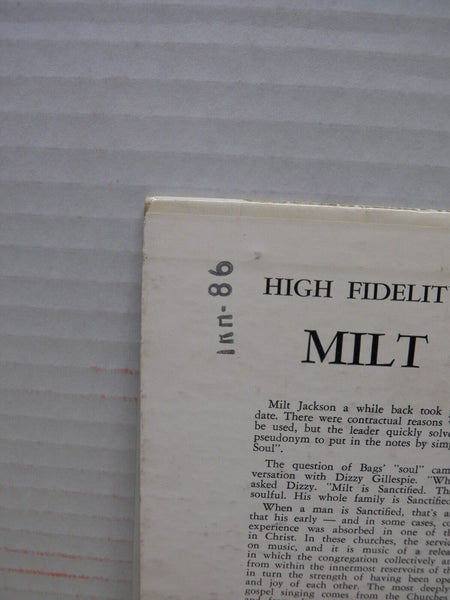 HIGH FIDELIT
MILT
Milt Jackson a while back took
date. There were contractual reasons
be used, but the leader quickly solv
pseudonym to put in the notes by sim
Soul".
The question of Bags' "soul" cam
versation with Dizzy Gillespie. "Wh
asked Dizzy. "Milt is Sanctified. Th
soulful. His whole family is Sanctified
When a man is Sanctified, that's a
that his early — and in some cases, co
experience was absorbed in one of th
in Christ. In these churches, the servic
on music, and it is music of a relea
in which the congregation collectively a
from within the innermost reservoirs of th
in turn the strength of having been ope
and joy of each other. The most deeply
gospel singing comes from the Churches
-86